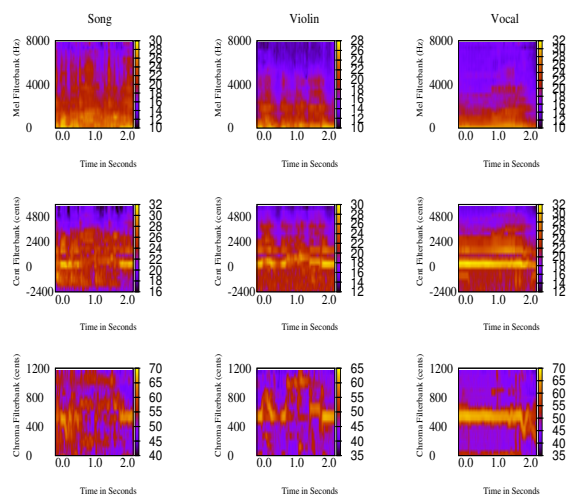 Song Violin Vocal
Mel Filterbank (Hz) 8000 4000 0 0.0 1.0 2.0 30 28 26 24 22 20 18 16 14 12 10
Time in Seconds
Mel Filterbank (Hz) 8000 4000 0 0.0 1.0 2.0 28 26 24 22 20 18 16 14 12 10
Time in Seconds
Mel Filterbank (Hz) 8000 4000 0 0.0 1.0 2.0 32 30 28 26 24 22 20 18 16 14 12 10
Time in Seconds
Cent Filterbank (cents) 4800 2400 0 -2400 0.0 1.0 2.0 32 30 28 26 24 22 20 18 16
Time in Seconds
Cent Filterbank (cents) 4800 2400 0 -2400 0.0 1.0 2.0 30 28 26 24 22 20 18 16 14 12
Time in Seconds
Cent Filterbank (cents) 4800 2400 0 -2400 0.0 1.0 2.0 32 30 28 26 24 22 20 18 16 14 12
Time in Seconds
Chroma Filterbank (cents) 1200 800 400 0 0.0 1.0 2.0 70 65 60 55 50 45 40
Time in Seconds
Chroma Filterbank (cents) 1200 800 400 0 0.0 1.0 2.0 65 60 55 50 45 40 35
Time in Seconds
Chroma Filterbank (cents) 1200 800 400 0 0.0 1.0 2.0 70 65 60 55 50 45 40 35
Time in Seconds